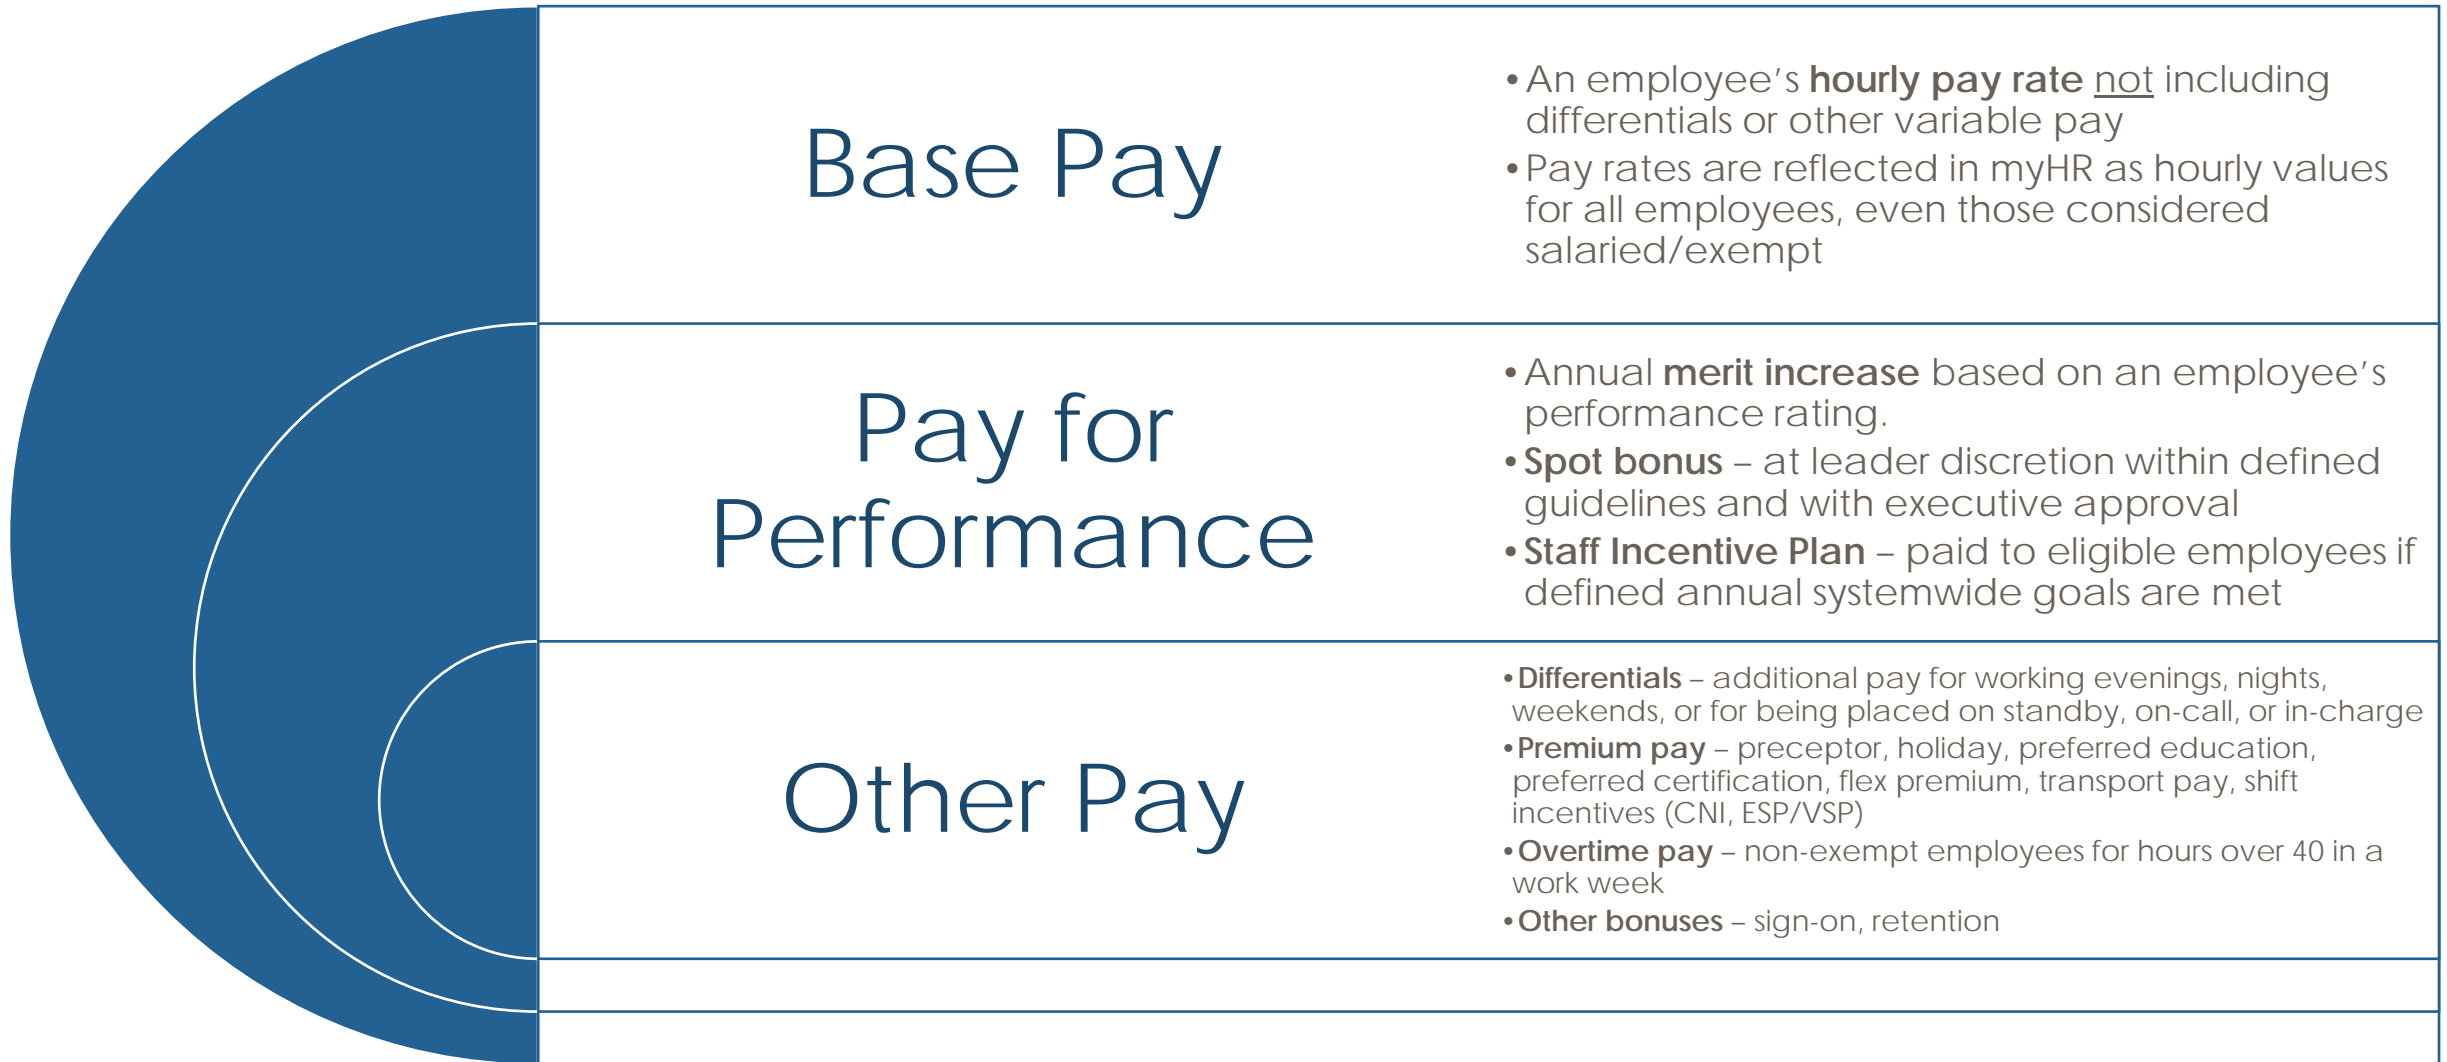 Base Pay
•An employee’s hourly pay rate not including
differentials or other variable pay
•Pay rates are reflected in myHR as hourly values
for all employees, even those considered
salaried/exempt
Pay for
Performance
•Annual merit increase based on an employee’s
performance rating.
•Spot bonus – at leader discretion within defined
guidelines and with executive approval
•Staff Incentive Plan – paid to eligible employees if
defined annual systemwide goals are met
Other Pay
•Differentials – additional pay for working evenings, nights,
weekends, or for being placed on standby, on-call, or in-charge
•Premium pay – preceptor, holiday, preferred education,
preferred certification, flex premium, transport pay, shift
incentives (CNI, ESP/VSP)
•Overtime pay – non-exempt employees for hours over 40 in a
work week
•Other bonuses – sign-on, retention